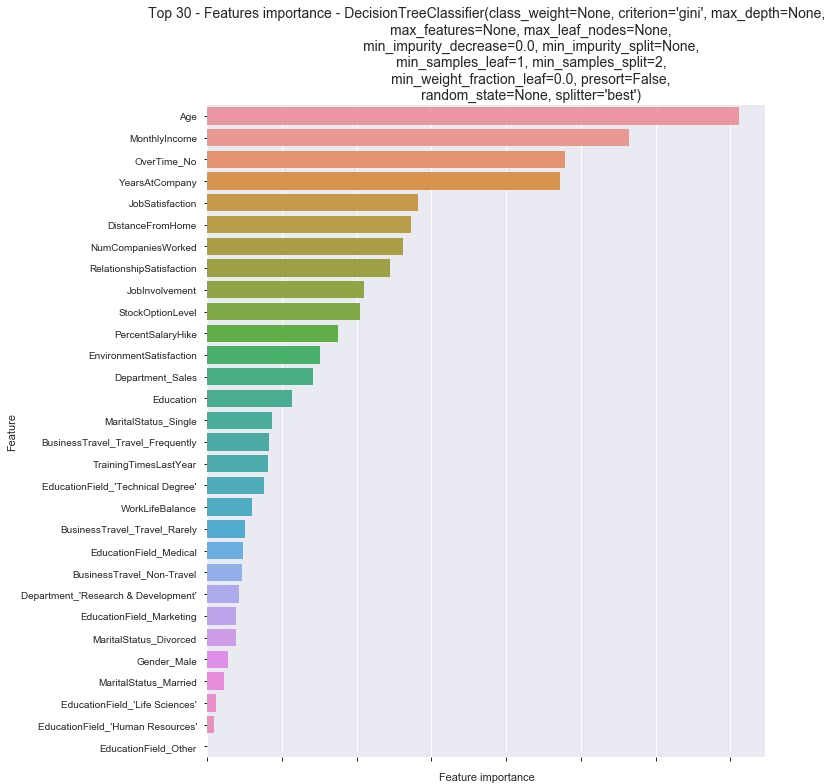 Top 30 - Features importance - DecisionTreeClassifier(class_weight=None, criterion='gini', max_depth=None,
max_features=None, max_leaf_nodes=None,
min_impurity_decrease=0.0, min_impurity_split=None,
min_samples_leaf=1, min_samples_split=2,
min_weight_fraction_leaf=0.0, presort=False,
random_state=None, splitter='best')
Age
MonthlyIncome
OverTime_No
YearsAtCompany
JobSatisfaction
DistanceFromHome
NumCompaniesWorked
RelationshipSatisfaction
JobInvolvement
StockOptionLevel
PercentSalaryHike
EnvironmentSatisfaction
Department_Sales
Education
MaritalStatus_Single
BusinessTravel_Travel_Frequently
TrainingTimesLastYear
EducationField_'Technical Degree'
WorkLifeBalance
BusinessTravel_Travel_Rarely
EducationField_Medical
BusinessTravel_Non-Travel
Department_'Research & Development'
EducationField_Marketing
MaritalStatus_Divorced
Gender_Male
MaritalStatus_Married
EducationField_'Life Sciences'
EducationField_'Human Resources'
EducationField_Other
Feature
Feature importance